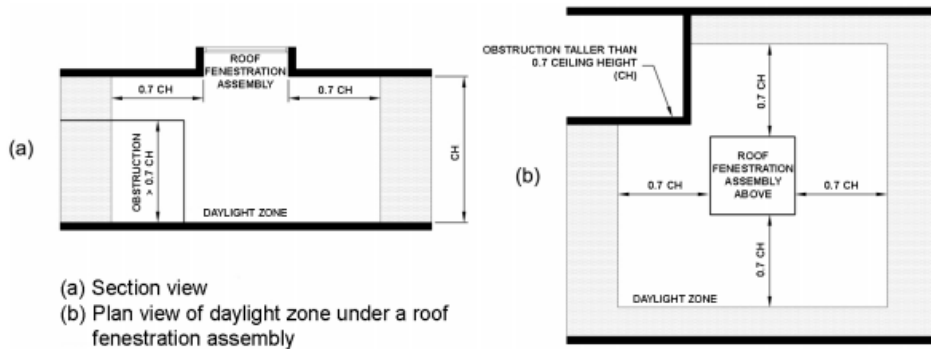 ROOF
FENESTRATION
ASSEMBLY
0.7 CH
0.7 CH
(a)
OBSTRUCTION
> 0.7 CH
CH
DAYLIGHT ZONE
(a) Section view
(b) Plan view of daylight zone under a roof
fenestration assembly
OBSTRUCTION TALLER THAN
0.7 CEILING HEIGHT
(CH)
0.7 CH
(b)
ROOF
FENESTRATION
ASSEMBLY
ABOVE
0.7 CH
0.7 CH
0.7 CH
DAYLIGHT ZONE